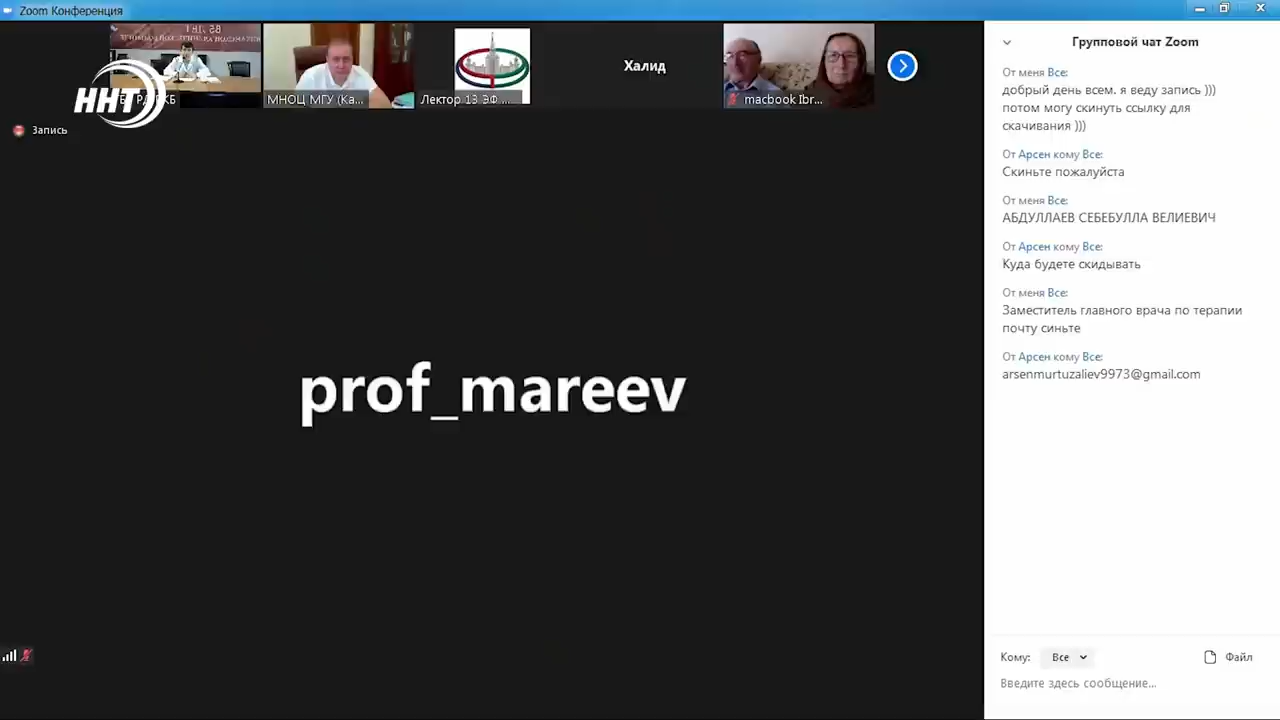 Zoom Конференция
ННТ
МНОЦ МГУ (Ка...
Лектор 13 ЭФ ...
Халид
macbook Ibr...
Запись
prof_mareev
Групповой чат Zoom
От меня Все:
добрый день всем. я веду запись )))
потом могу скинуть ссылку для
скачивания )))
От Арсен кому Все:
Скиньте пожалуйста
От меня Все:
АБДУЛЛАЕВ СЕБЕБУЛЛА ВЕЛИЕВИЧ
От Арсен кому Все:
Куда будете скидывать
От меня Все:
Заместитель главного врача по терапии
почту синьте
От Арсен кому Все:
arsenmurtuzaliev9973@gmail.com
Кому: Все
Файл
Введите здесь сообщение...